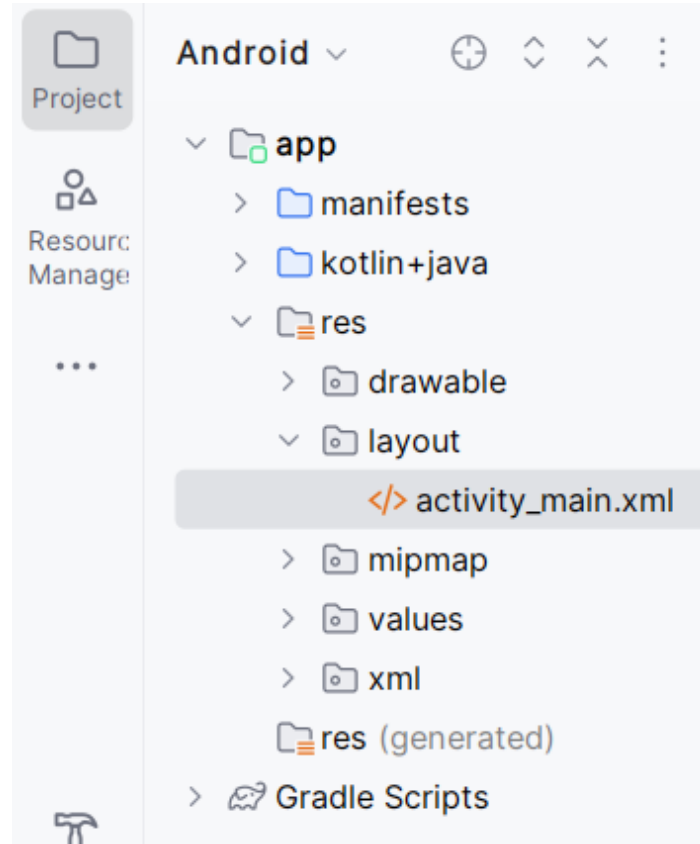 Project
Resourc
Manage
Android
app
manifests
kotlin+java
res
drawable
layout
</> activity_main.xml
mipmap
values
xml
res (generated)
Gradle Scripts